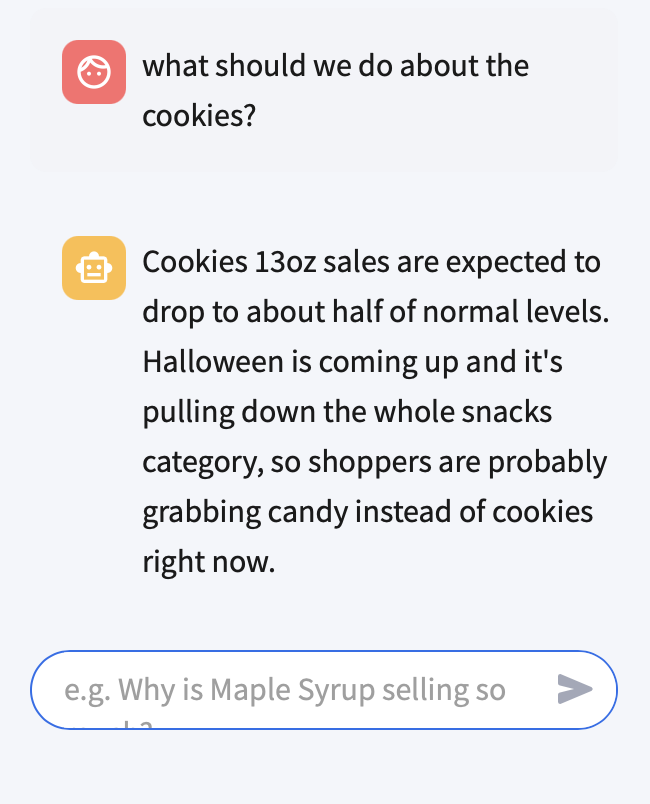 what should we do about the
cookies?
Cookies 13oz sales are expected to
drop to about half of normal levels.
Halloween is coming up and it's
pulling down the whole snacks
category, so shoppers are probably
grabbing candy instead of cookies
right now.
e.g. Why is Maple Syrup selling so